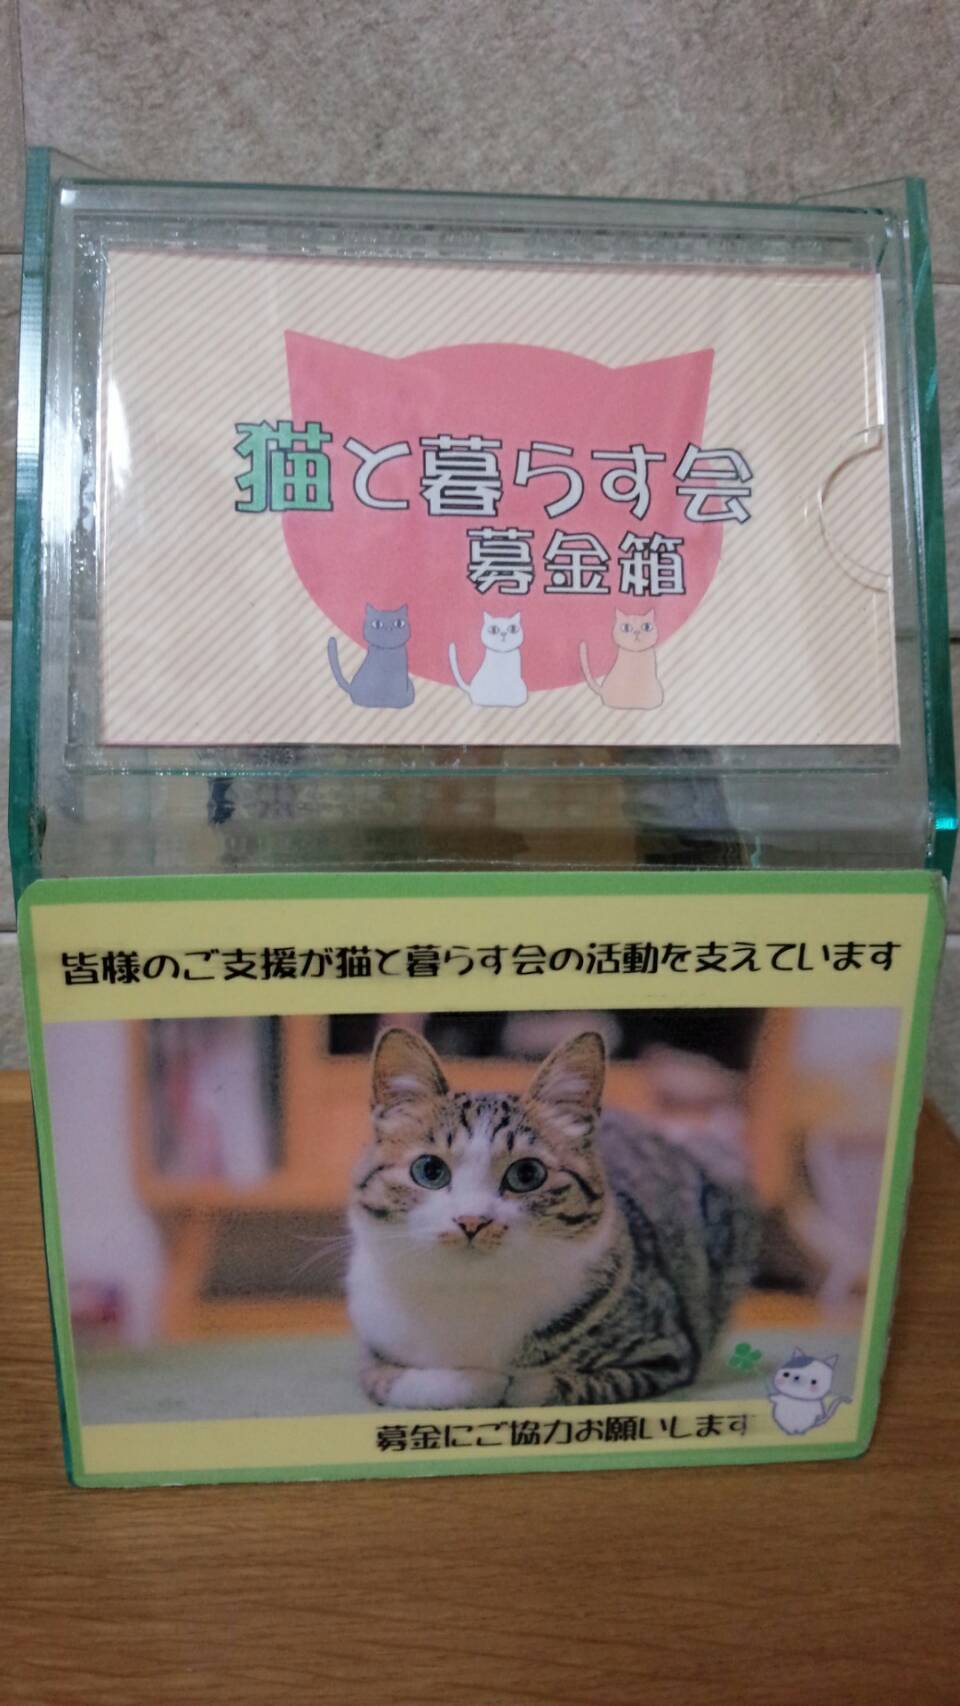 猫と暮らす会
募金箱
皆様のご支援が猫と暮らす会の活動を支えています
募金にご協力お願いします